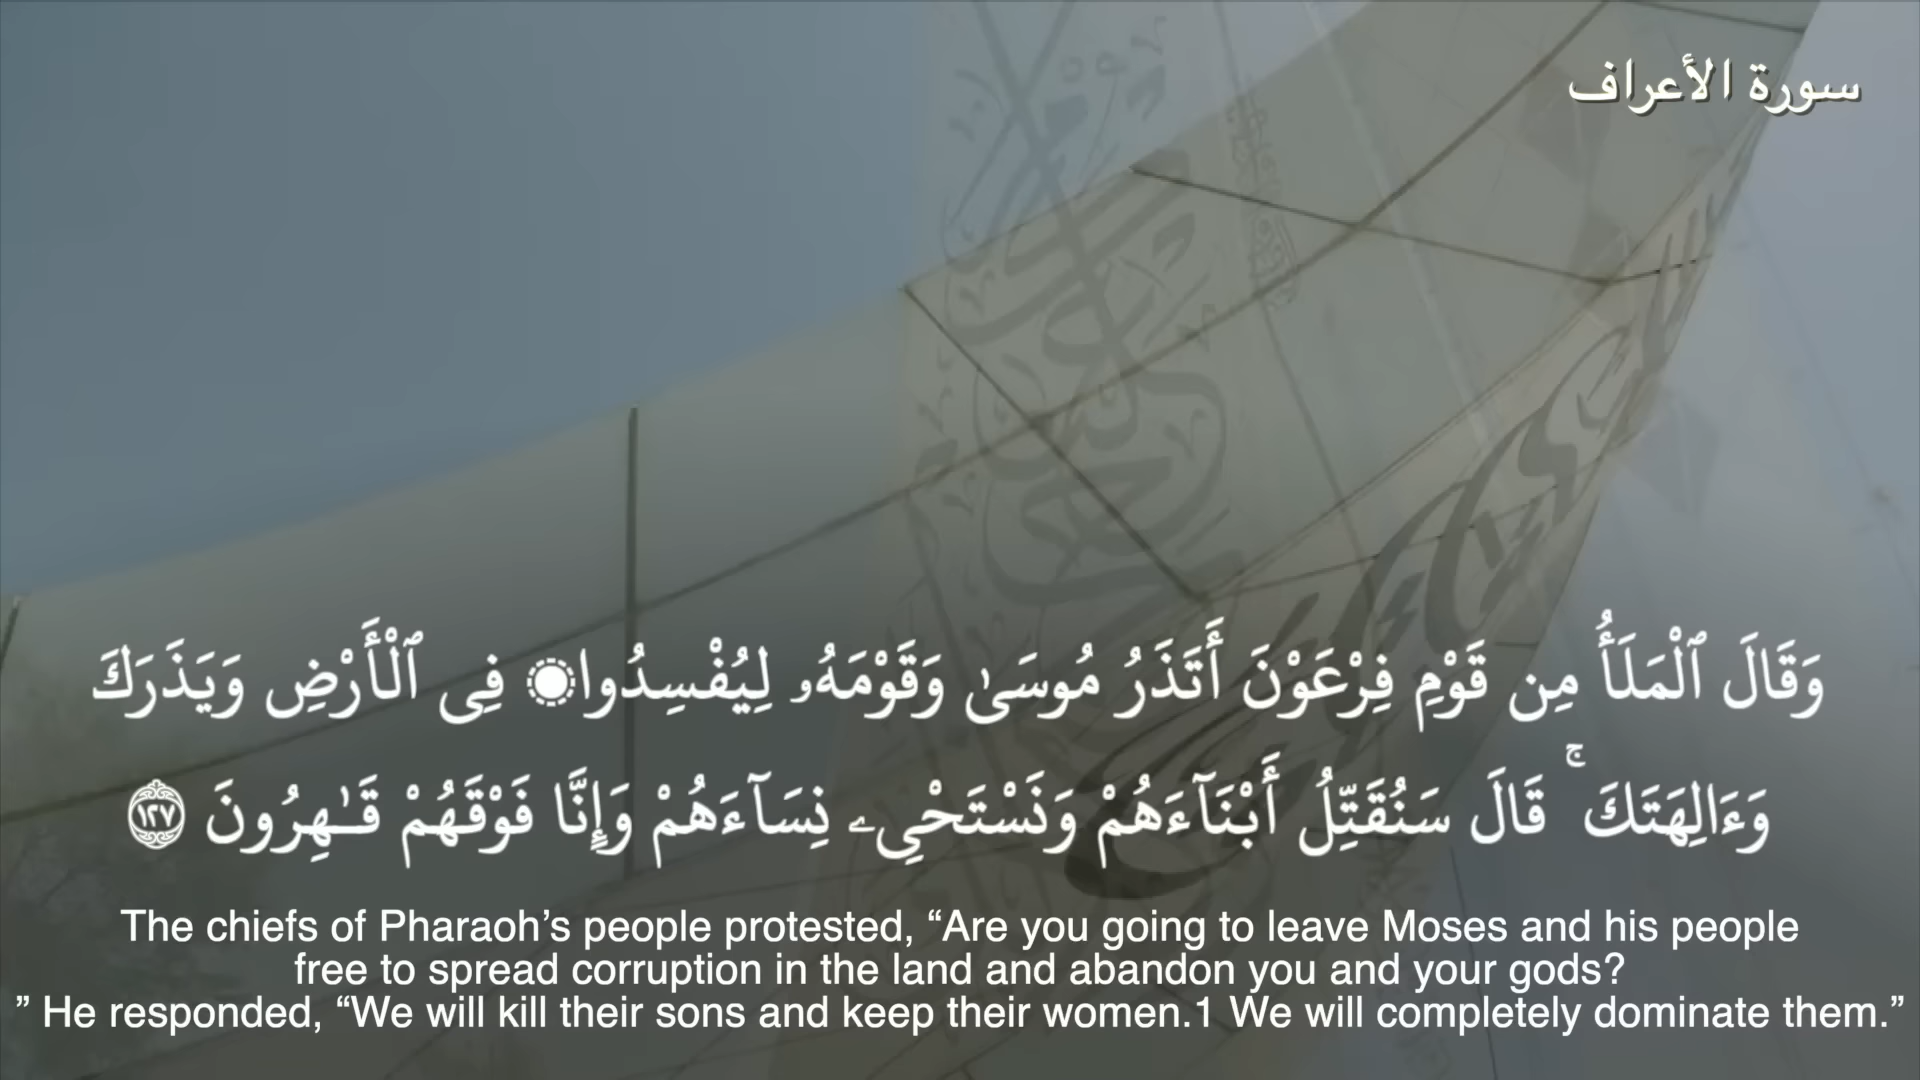 سورة الأعراف
وَقَالَ ٱلْمَلَأُ مِن قَوْمِ فِرْعَوْنَ أَتَذَرُ مُوسَىٰ وَقَوْمَهُۥ لِيُفْسِدُوا۟ فِى ٱلْأَرْضِ وَيَذَرَكَ
وَءَالِهَتَكَ ۚ قَالَ سَنُقَتِّلُ أَبْنَآءَهُمْ وَنَسْتَحْىِۦ نِسَآءَهُمْ وَإِنَّا فَوْقَهُمْ قَـٰهِرُونَ ١٢٧
The chiefs of Pharaoh’s people protested, “Are you going to leave Moses and his people
free to spread corruption in the land and abandon you and your gods?
” He responded, “We will kill their sons and keep their women.1 We will completely dominate them.”